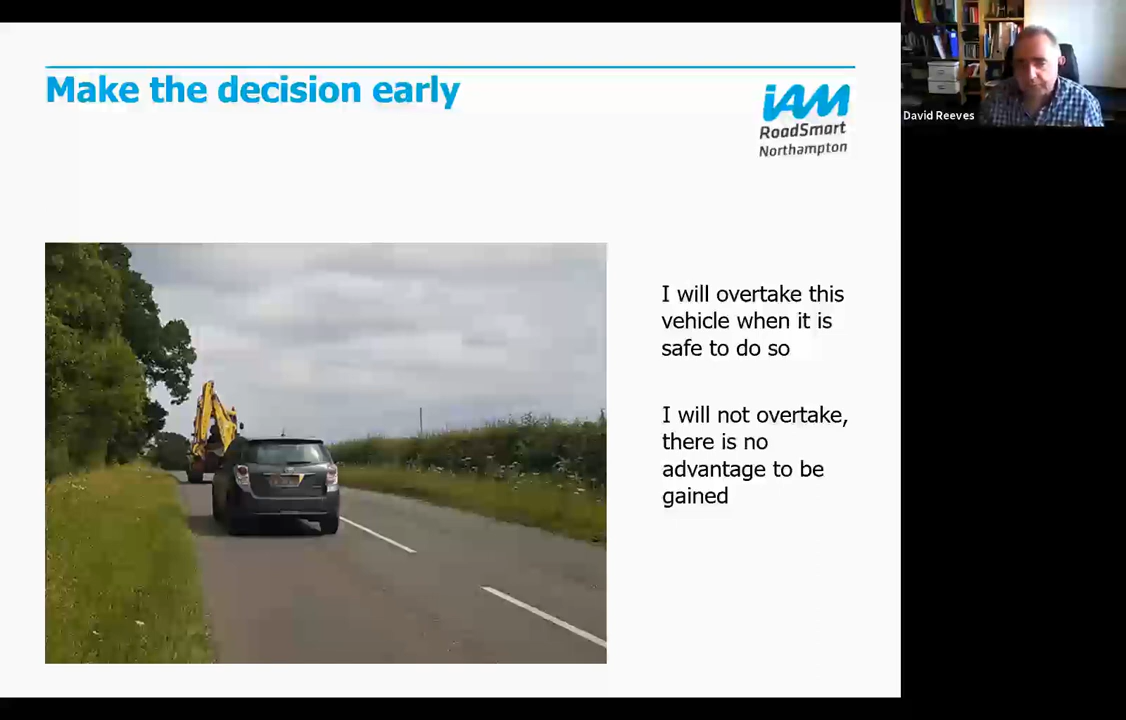 Make the decision early
iAM
RoadSmart
Northampton
David Reeves
I will overtake this
vehicle when it is
safe to do so
I will not overtake,
there is no
advantage to be
gained